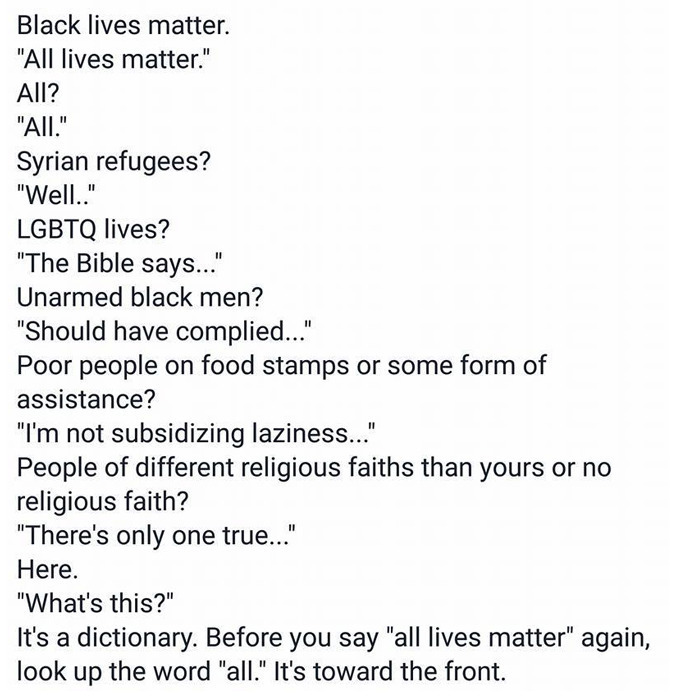 Black lives matter.
"All lives matter."
All?
"All."
Syrian refugees?
"Well.."
LGBTQ lives?
"The Bible says..."
Unarmed black men?
"Should have complied..."
Poor people on food stamps or some form of
assistance?
"I'm not subsidizing laziness..."
People of different religious faiths than yours or no
religious faith?
"There's only one true..."
Here.
"What's this?"
It's a dictionary. Before you say "all lives matter" again,
look up the word "all." It's toward the front.